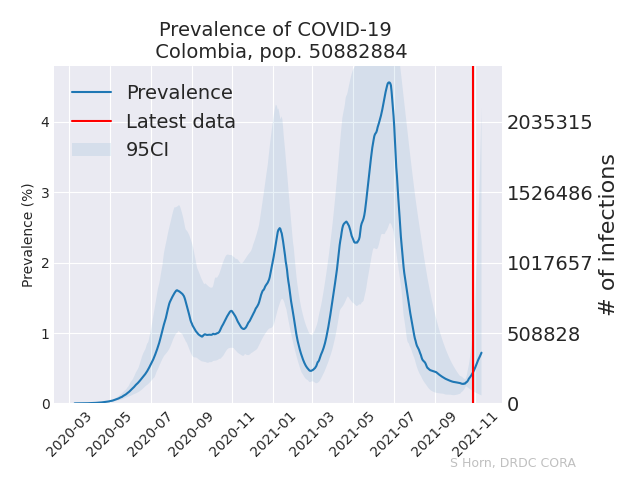 Prevalence of COVID-19
Colombia, pop. 50882884
Prevalence
Latest data
95CI
Prevalence (%)
4
3
2
1
0
2035315
1526486
1017657
508828
0
# of infections
2020-03
2020-05
2020-07
2020-09
2020-11
2021-01
2021-03
2021-05
2021-07
2021-09
2021-11
S Horn, DRDC CORA